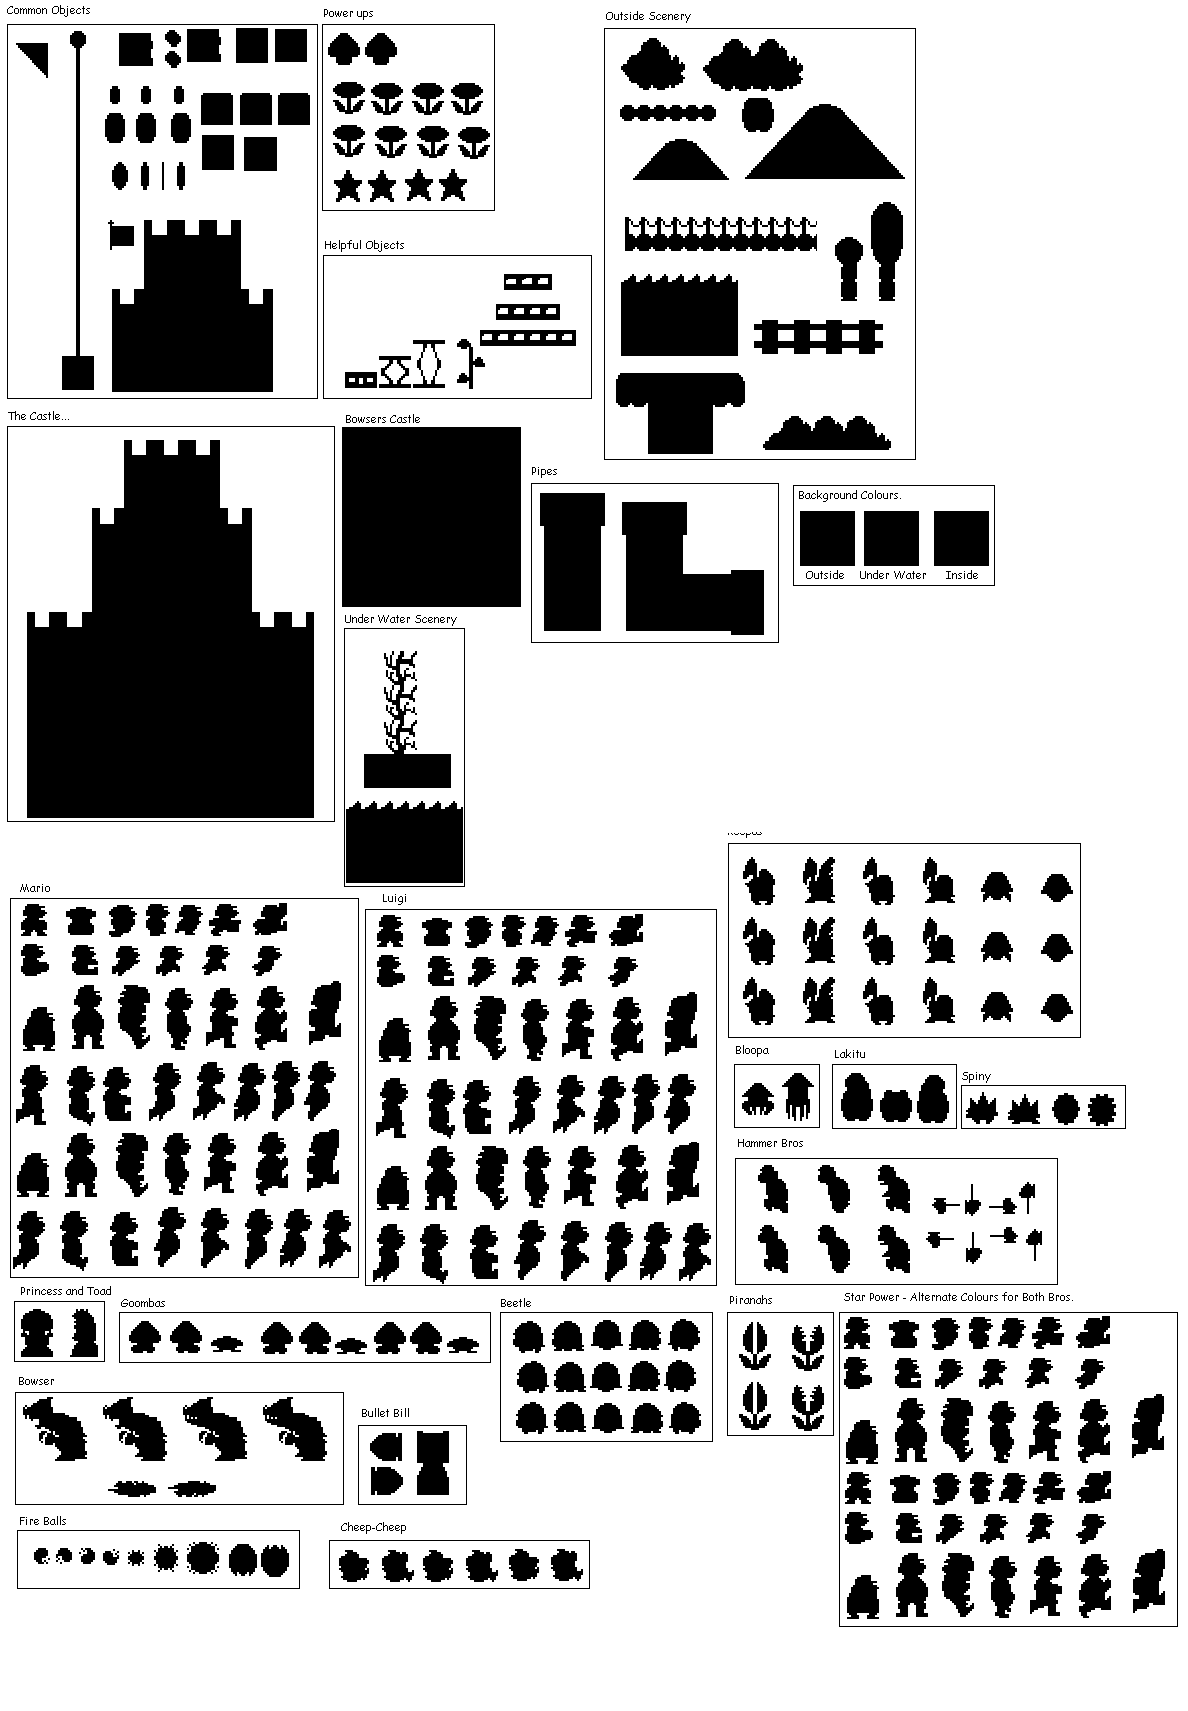 Common Objects
Power ups
Outside Scenery
Helpful Objects
The Castle...
Bowsers Castle
Pipes
Background Colours.
Outside
Under Water
Inside
Under Water Scenery
Mario
Luigi
Bloopa
Lakitu
Spiny
Hammer Bros
Princess and Toad
Goombas
Beetle
Piranahs
Star Power - Alternate Colours for Both Bros.
Bowser
Bullet Bill
Fire Balls
Cheep-Cheep